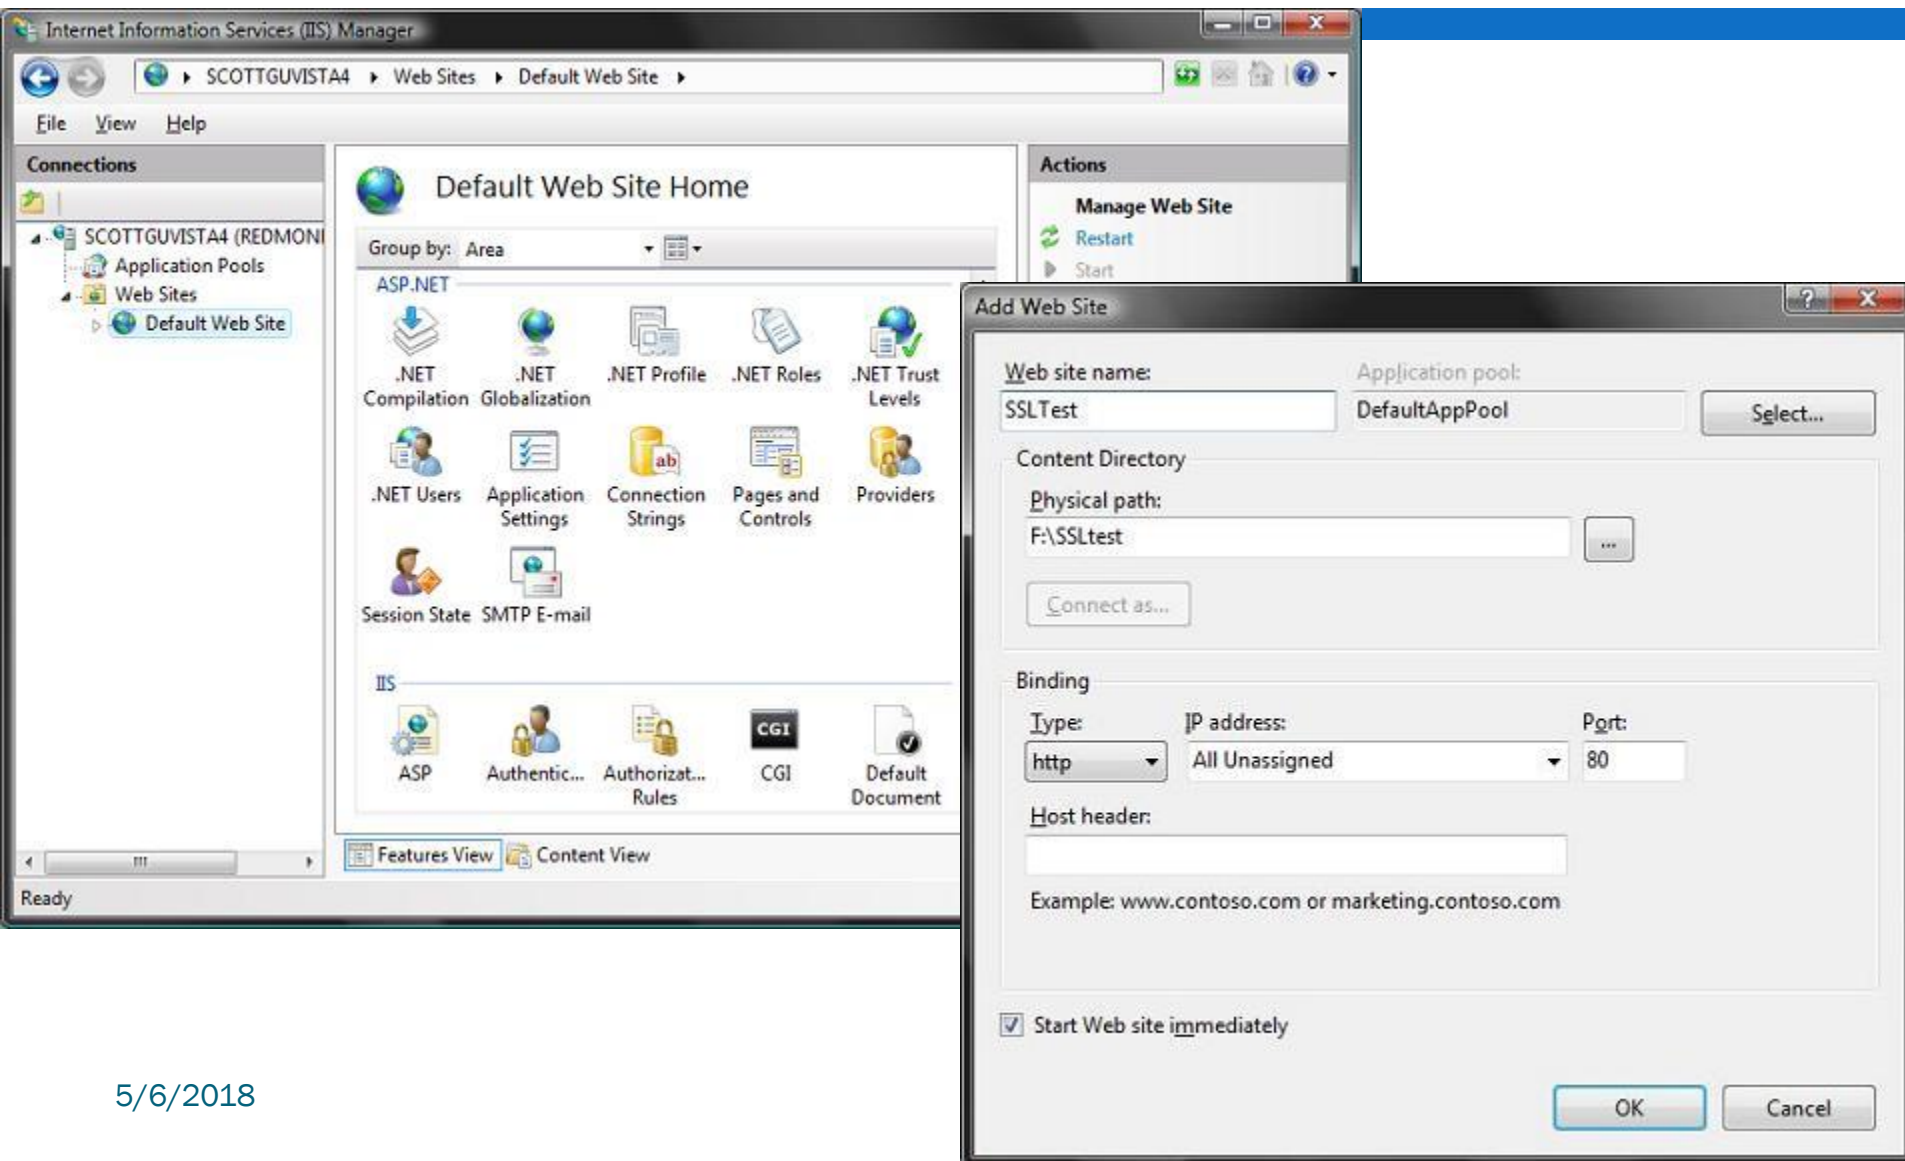 Internet Information Services (IIS) Manager
SCOTTGUVISTA4 Web Sites Default Web Site
File View Help
Connections
SCOTTGUVISTA4 (REDMON
Application Pools
Web Sites
Default Web Site
Default Web Site Home
Group by: Area
ASP.NET
.NET Compilation
.NET Globalization
.NET Profile
.NET Roles
.NET Trust Levels
.NET Users
Application Settings
Connection Strings
ab
Pages and Controls
Providers
Session State
SMTP E-mail
IIS
ASP
Authentic...
Authorizat... Rules
CGI
CGI
Default Document
Features View
Content View
Ready
Actions
Manage Web Site
Restart
Start
Add Web Site
Web site name:
Application pool:
SSLTest
DefaultAppPool
Select...
Content Directory
Physical path:
F:\SSLtest
...
Connect as...
Binding
Type:
IP address:
Port:
http
All Unassigned
80
Host header:
Example: www.contoso.com or marketing.contoso.com
Start Web site immediately
OK
Cancel
5/6/2018